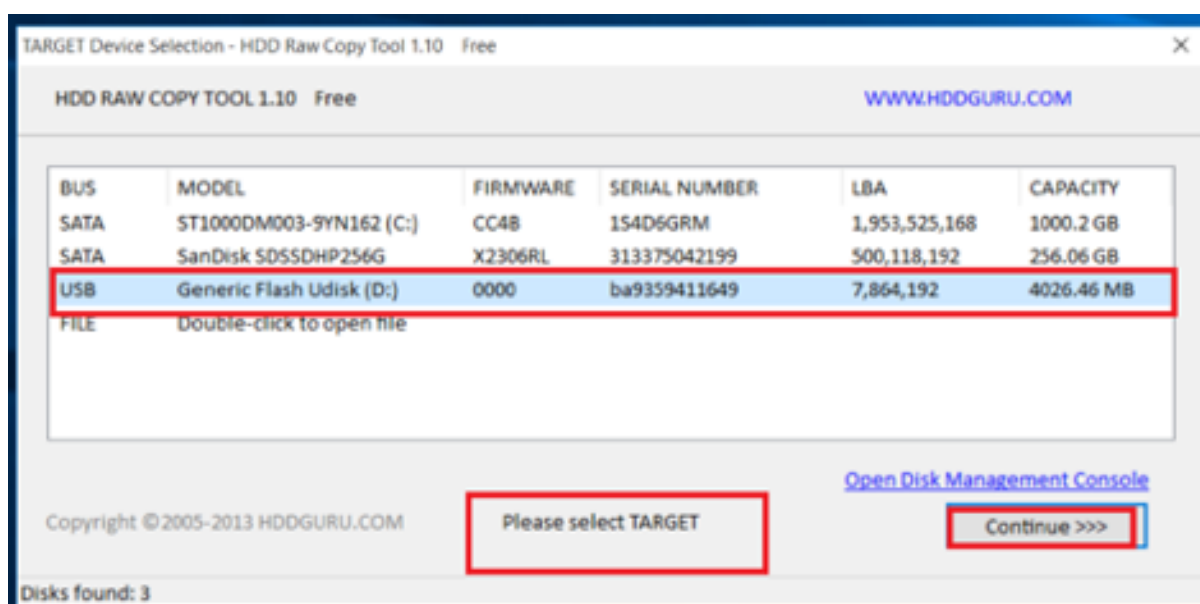 TARGET Device Selection - HDD Raw Copy Tool 1.10 Free
HDD RAW COPY TOOL 1.10 Free WWW.HDDGURU.COM
BUS MODEL FIRMWARE SERIAL NUMBER LBA CAPACITY
SATA ST1000DM003-9YN162 (C:) CC4B 1S4D6GRM 1,953,525,168 1000.2 GB
SATA SanDisk SDSSDHP256G X2306RL 313375042199 500,118,192 256.06 GB
USB Generic Flash Udisk (D:) 0000 ba9359411649 7,864,192 4026.46 MB
FILE Double-click to open file
Open Disk Management Console
Copyright ©2005-2013 HDDGURU.COM Please select TARGET Continue >>>
Disks found: 3